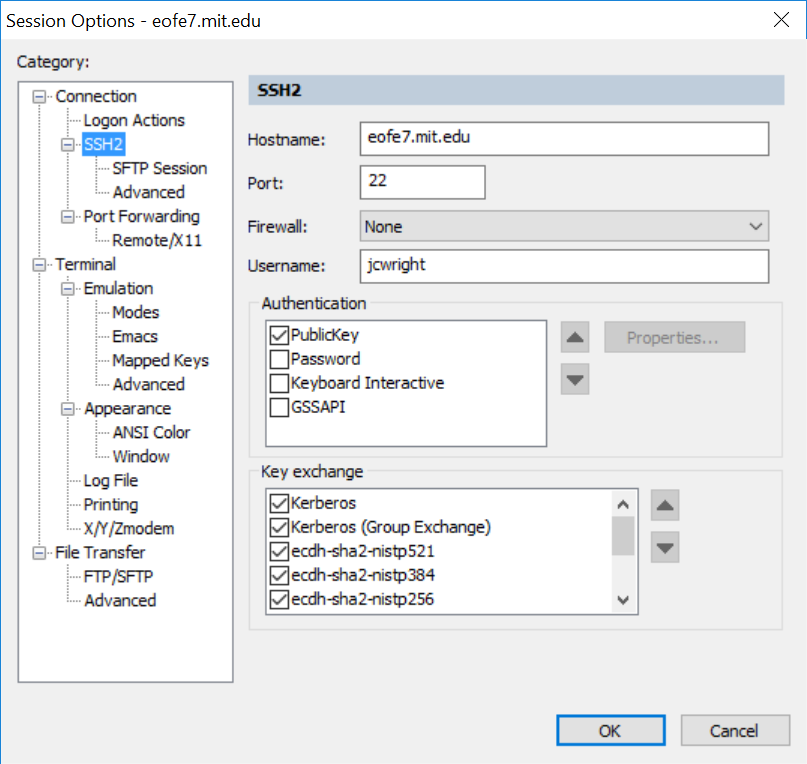 Session Options - eofe7.mit.edu
Category:
Connection
Logon Actions
SSH2
SFTP Session
Advanced
Port Forwarding
Remote/X11
Terminal
Emulation
Modes
Emacs
Mapped Keys
Advanced
Appearance
ANSI Color
Window
Log File
Printing
X/Y/Zmodem
File Transfer
FTP/SFTP
Advanced
SSH2
Hostname: eofe7.mit.edu
Port: 22
Firewall: None
Username: jcwright
Authentication
PublicKey
Password
Keyboard Interactive
GSSAPI
Properties...
Key exchange
Kerberos
Kerberos (Group Exchange)
ecdh-sha2-nistp521
ecdh-sha2-nistp384
ecdh-sha2-nistp256
OK Cancel